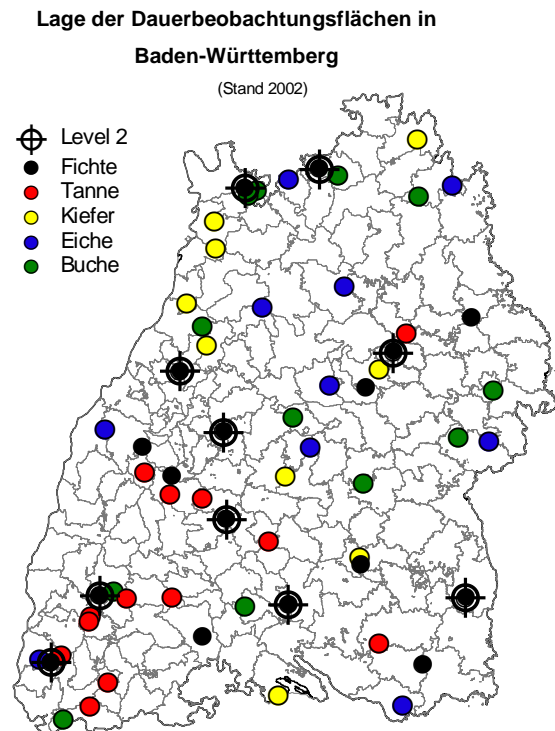 Lage der Dauerbeobachtungsflächen in
Baden-Württemberg
(Stand 2002)
Level 2
Fichte
Tanne
Kiefer
Eiche
Buche